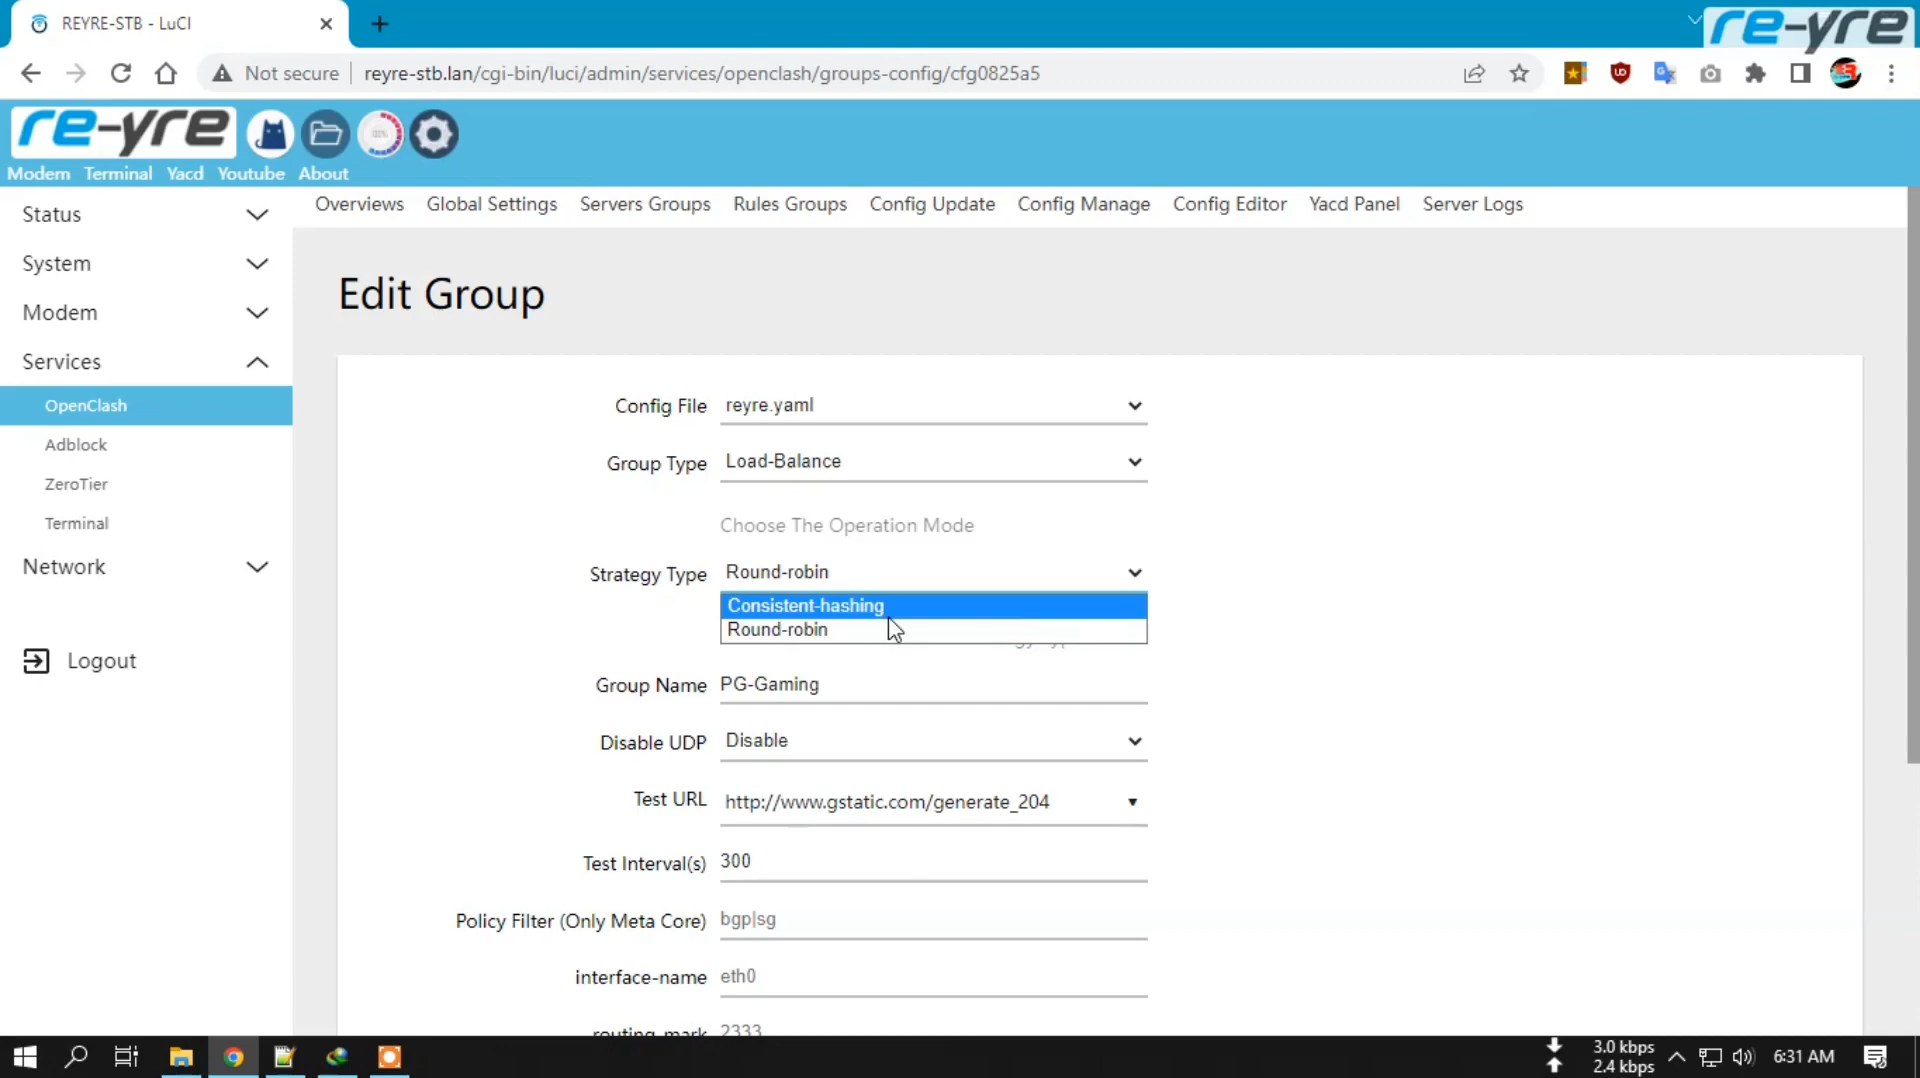 REYRE-STB - LuCI
re-yre
Not secure
reyre-stb.lan/cgi-bin/luci/admin/services/openclash/groups-config/cfg0825a5
re-yre
Modem Terminal Yacd Youtube About
Overviews Global Settings Servers Groups Rules Groups Config Update Config Manage Config Editor Yacd Panel Server Logs
Status
System
Modem
Services
OpenClash
Adblock
ZeroTier
Terminal
Network
Logout
Edit Group
Config File reyre.yaml
Group Type Load-Balance
Choose The Operation Mode
Strategy Type Round-robin
Consistent-hashing
Round-robin
Group Name PG-Gaming
Disable UDP Disable
Test URL http://www.gstatic.com/generate_204
Test Interval(s) 300
Policy Filter (Only Meta Core) bgp|sg
interface-name eth0
routing_mark 2333
3.0 kbps
2.4 kbps
6:31 AM